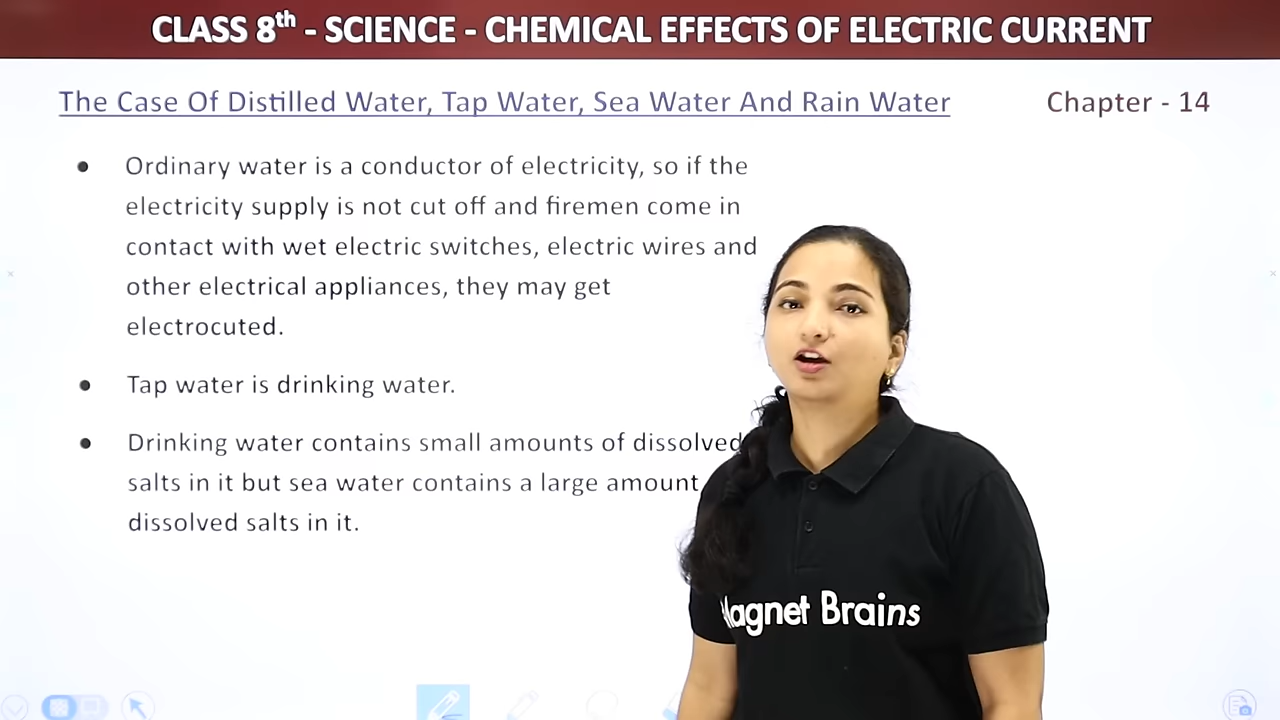 CLASS 8th - SCIENCE - CHEMICAL EFFECTS OF ELECTRIC CURRENT
The Case Of Distilled Water, Tap Water, Sea Water And Rain Water
Chapter - 14
• Ordinary water is a conductor of electricity, so if the
electricity supply is not cut off and firemen come in
contact with wet electric switches, electric wires and
other electrical appliances, they may get
electrocuted.
• Tap water is drinking water.
• Drinking water contains small amounts of dissolved
salts in it but sea water contains a large amount
dissolved salts in it.
Brains